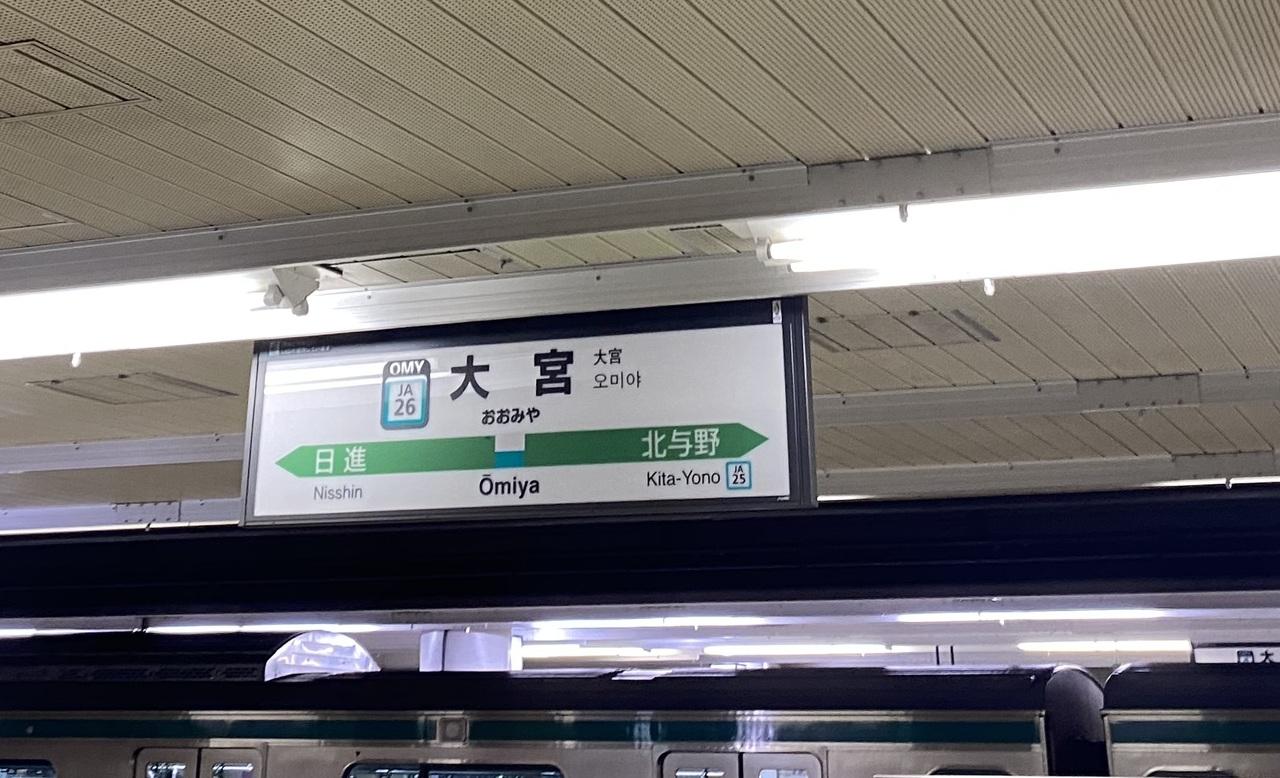 OMY
JA
26
大宮
大宮
오미야
おおみや
日進
北与野
Nisshin
Ōmiya
Kita-Yono
JA
25
大